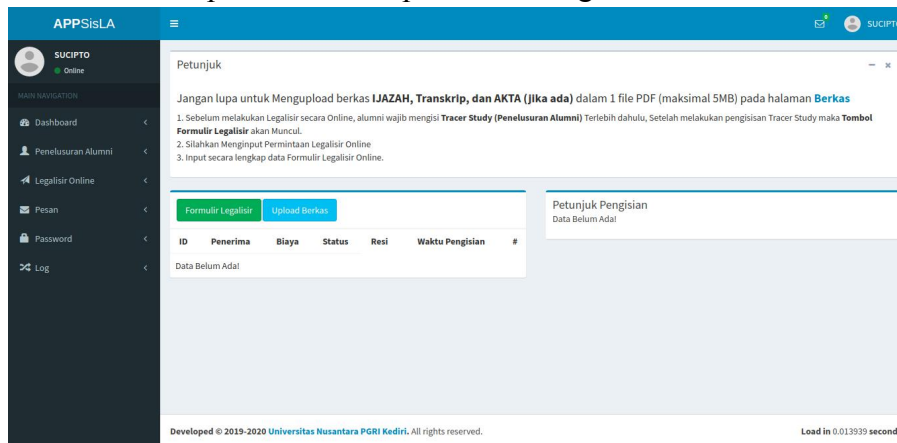 APPSisLA
SUCIPTO
SUCIPTO
Online
MAIN NAVIGATION
Dashboard
Penelusuran Alumni
Legalisir Online
Pesan
Password
Log
Petunjuk
Jangan lupa untuk Mengupload berkas IJAZAH, Transkrip, dan AKTA (jika ada) dalam 1 file PDF (maksimal 5MB) pada halaman Berkas
1. Sebelum melakukan Legalisir secara Online, alumni wajib mengisi Tracer Study (Penelusuran Alumni) Terlebih dahulu, Setelah melakukan pengisisan Tracer Study maka Tombol
Formulir Legalisir akan Muncul.
2. Silahkan Menginput Permintaan Legalisir Online
3. Input secara lengkap data Formulir Legalisir Online.
Formulir Legalisir Upload Berkas
ID Penerima Biaya Status Resi Waktu Pengisian #
Data Belum Ada!
Petunjuk Pengisian
Data Belum Ada!
Developed © 2019-2020 Universitas Nusantara PGRI Kediri. All rights reserved.
Load in 0.013939 second